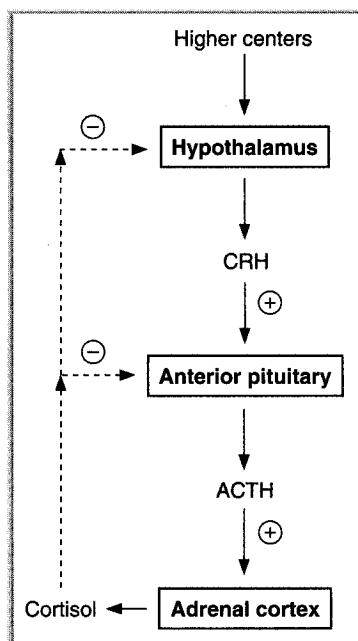 Higher centers
−
Hypothalamus
CRH
+
−
Anterior pituitary
ACTH
+
Cortisol
Adrenal cortex